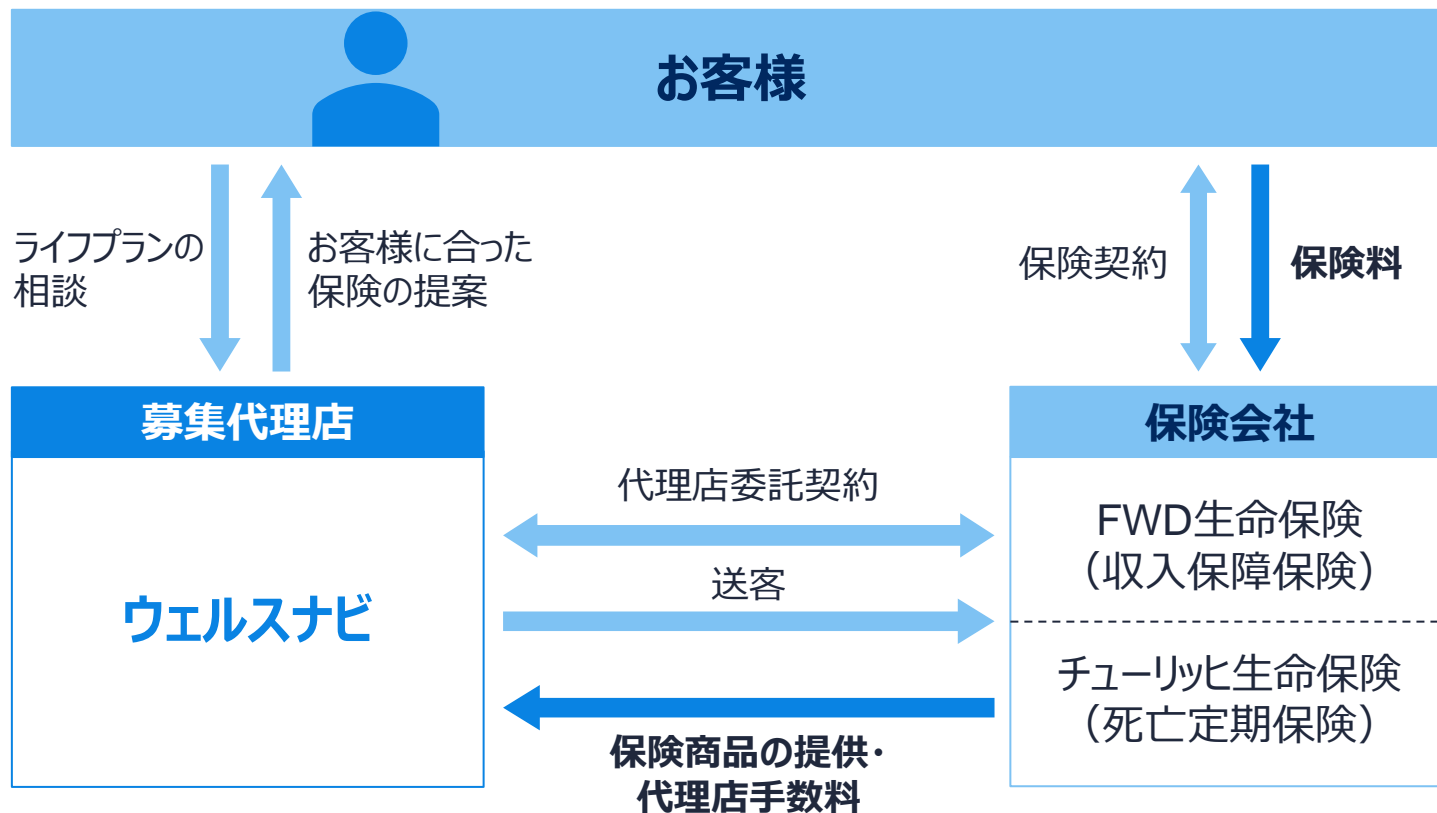 お客様
ライフプランの
相談
お客様に合った
保険の提案
保険契約
保険料
募集代理店
ウェルスナビ
代理店委託契約
送客
保険商品の提供・
代理店手数料
保険会社
FWD生命保険
（収入保障保険）
チューリッヒ生命保険
（死亡定期保険）